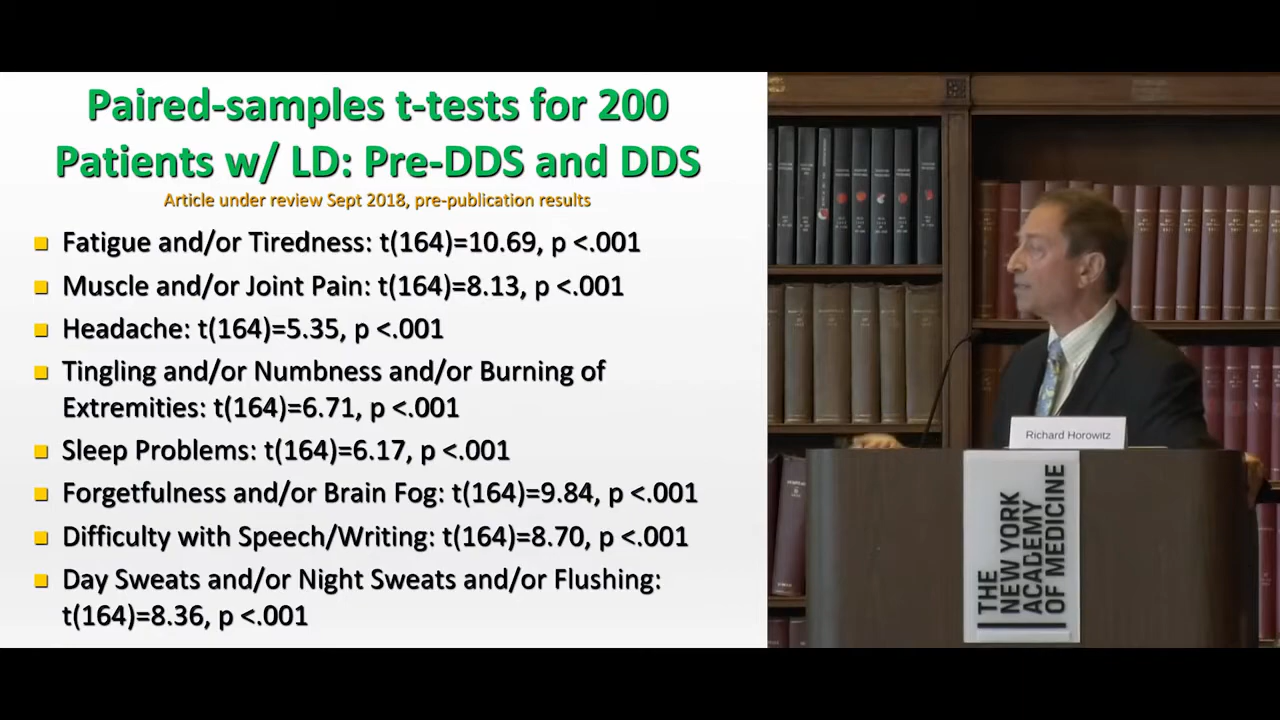 Paired-samples t-tests for 200
Patients w/ LD: Pre-DDS and DDS
Article under review Sept 2018, pre-publication results
Fatigue and/or Tiredness: t(164)=10.69, p <.001
Muscle and/or Joint Pain: t(164)=8.13, p <.001
Headache: t(164)=5.35, p <.001
Tingling and/or Numbness and/or Burning of
Extremities: t(164)=6.71, p <.001
Sleep Problems: t(164)=6.17, p <.001
Forgetfulness and/or Brain Fog: t(164)=9.84, p <.001
Difficulty with Speech/Writing: t(164)=8.70, p <.001
Day Sweats and/or Night Sweats and/or Flushing:
t(164)=8.36, p <.001
Richard Horowitz
THE
NEW YORK
ACADEMY
OF MEDICINE